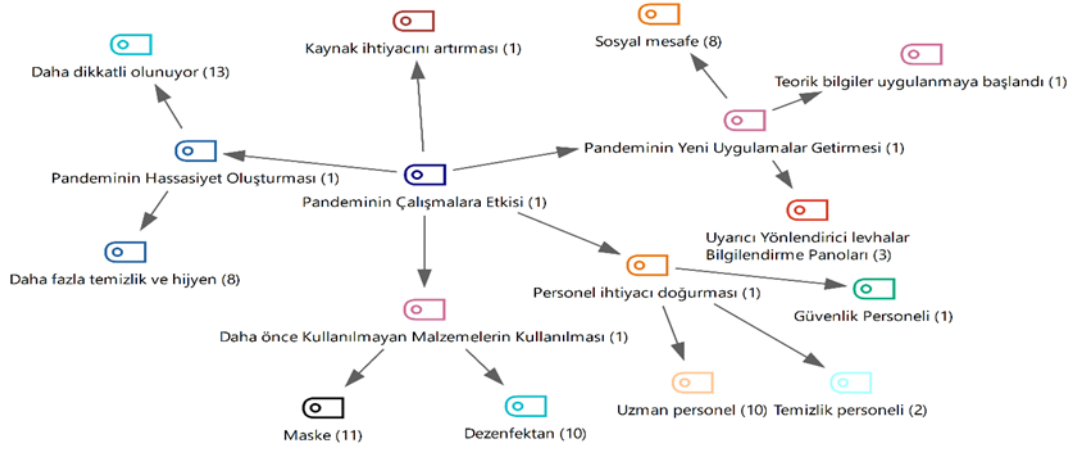 Kaynak ihtiyacını artırması (1)
Sosyal mesafe (8)
Daha dikkatli olunuyor (13)
Teorik bilgiler uygulanmaya başlandı (1)
Pandeminin Yeni Uygulamalar Getirmesi (1)
Pandeminin Hassasiyet Oluşturması (1)
Pandeminin Çalışmalara Etkisi (1)
Uyarıcı Yönlendirici levhalar
Bilgilendirme Panoları (3)
Daha fazla temizlik ve hijyen (8)
Personel ihtiyacı doğurması (1)
Güvenlik Personeli (1)
Daha önce Kullanılmayan Malzemelerin Kullanılması (1)
Uzman personel (10)
Temizlik personeli (2)
Maske (11)
Dezenfektan (10)